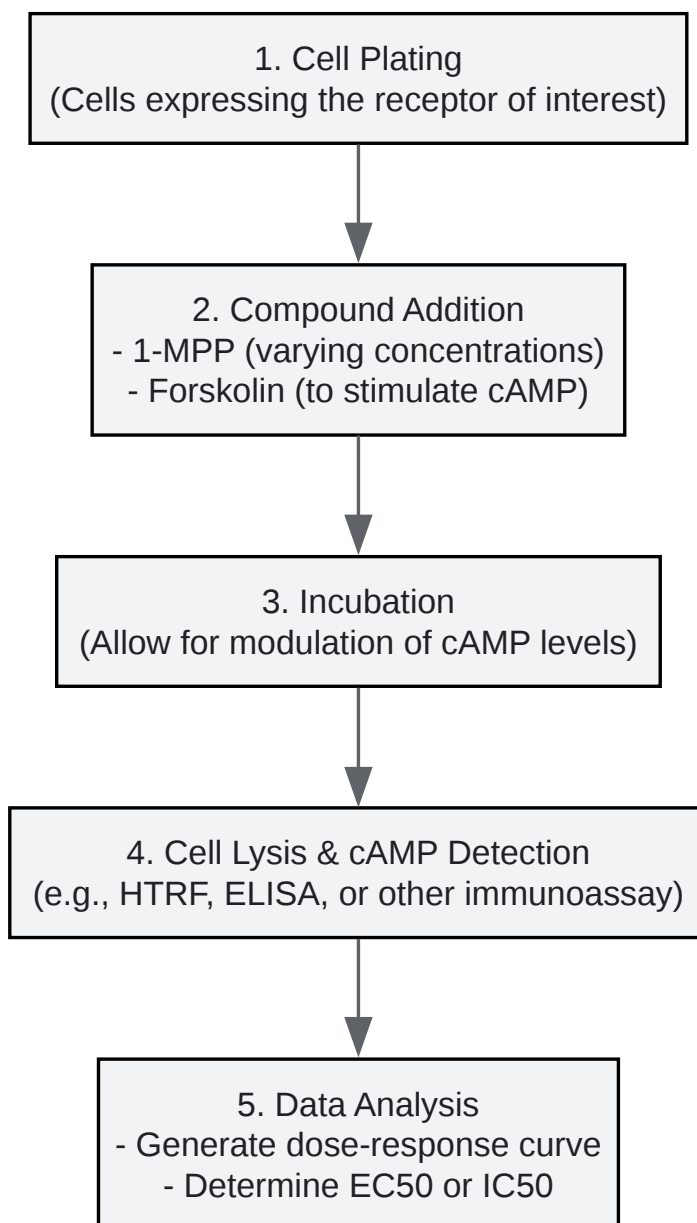 1. Cell Plating
(Cells expressing the receptor of interest)
2. Compound Addition
- 1-MPP (varying concentrations)
- Forskolin (to stimulate cAMP)
3. Incubation
(Allow for modulation of cAMP levels)
4. Cell Lysis & cAMP Detection
(e.g., HTRF, ELISA, or other immunoassay)
5. Data Analysis
- Generate dose-response curve
- Determine EC50 or IC50